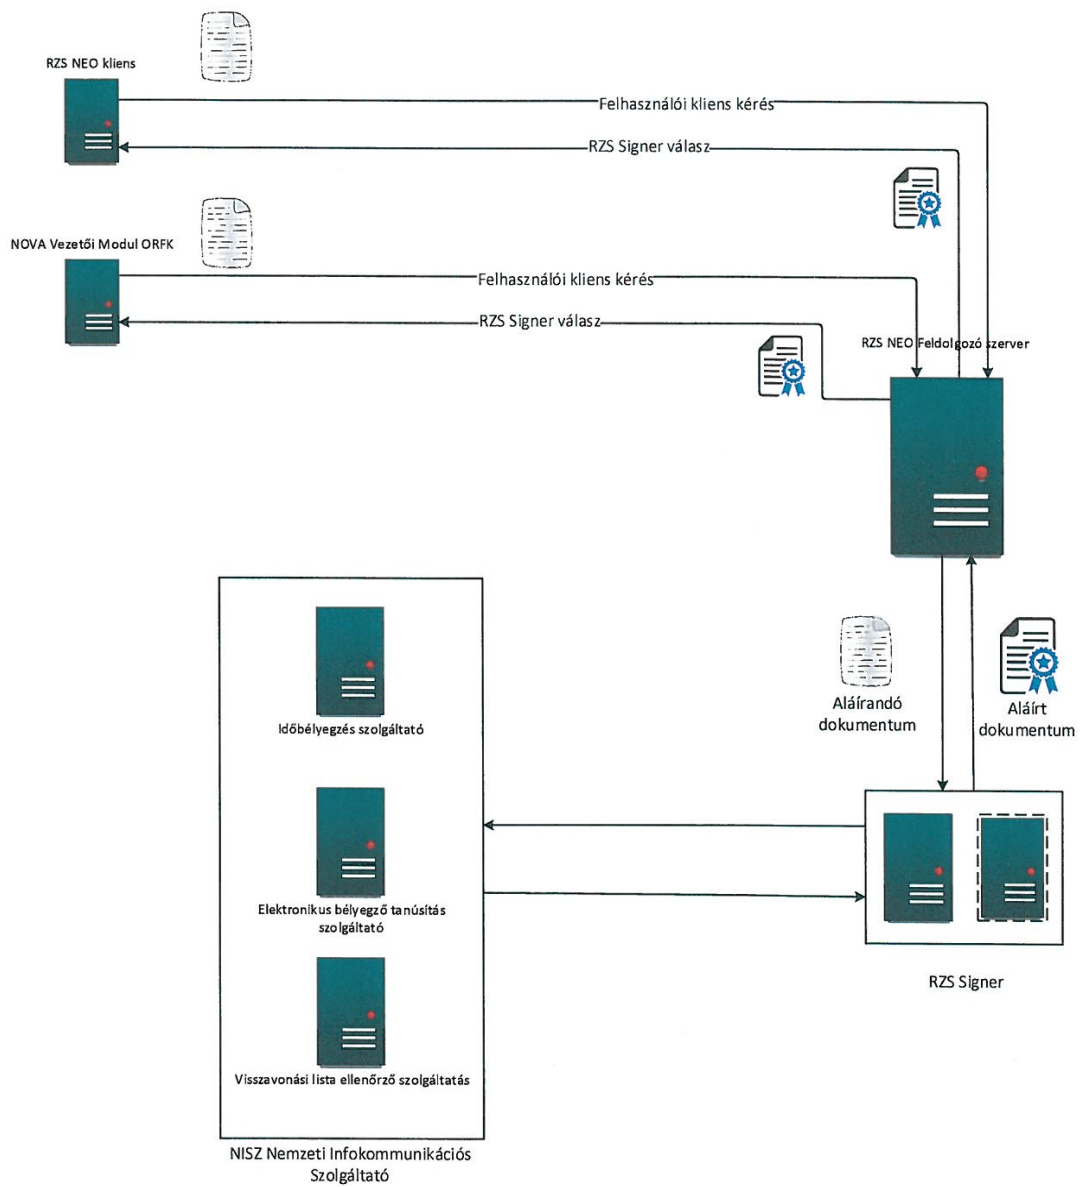 RZS NEO kliens
Felhasználói kliens kérés
RZS Signer válasz
NOVA Vezetői Modul ORFK
Felhasználói kliens kérés
RZS Signer válasz
RZS NEO Feldolgozó szerver
Aláírandó
dokumentum
Aláírt
dokumentum
Időbélyegzés szolgáltató
Elektronikus bélyegző tanúsítás
szolgáltató
Visszavonási lista ellenőrző szolgáltatás
RZS Signer
NISZ Nemzeti Infokommunikációs
Szolgáltató